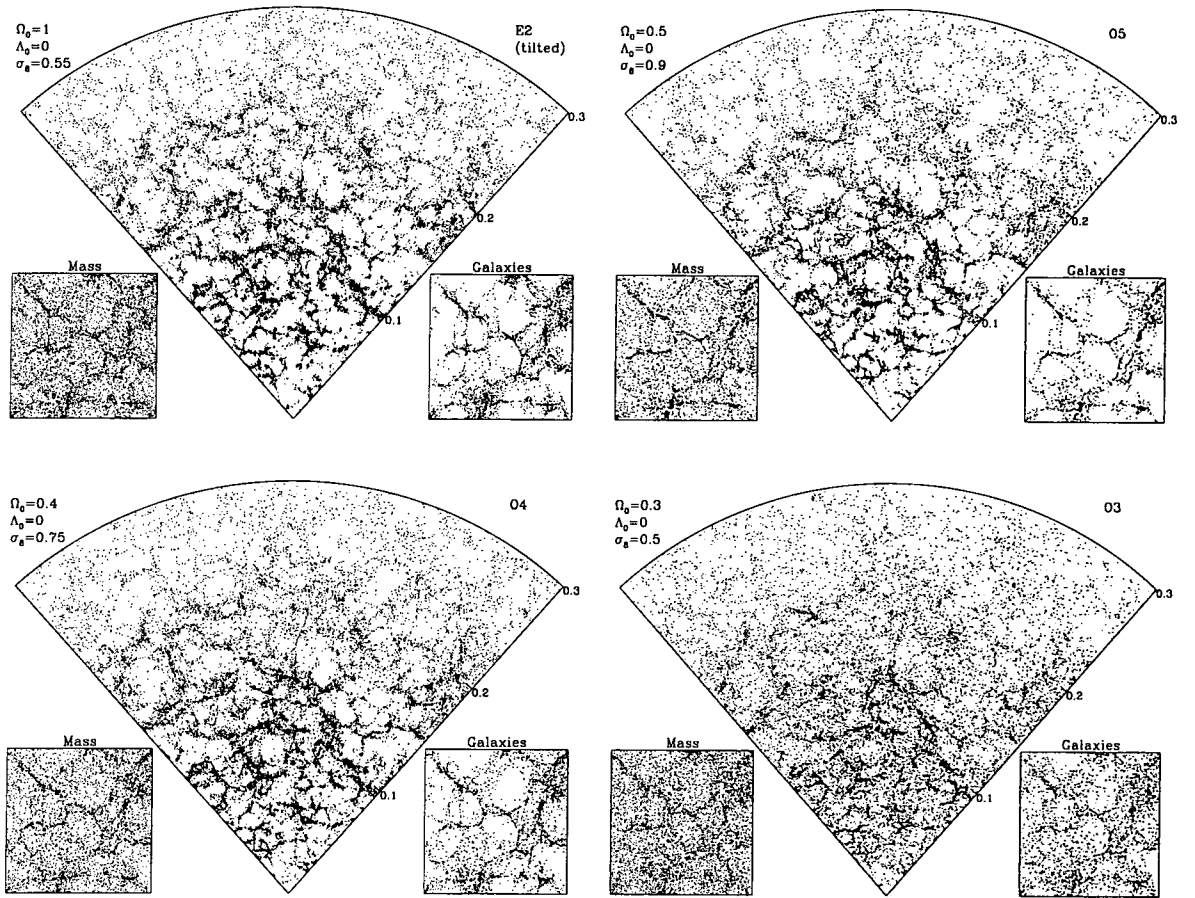 Ω₀=1
Λ₀=0
σ₈=0.55
E2
(tilted)
0.3
0.2
0.1
Mass
Galaxies
Ω₀=0.5
Λ₀=0
σ₈=0.9
O5
0.3
0.2
0.1
Mass
Galaxies
Ω₀=0.4
Λ₀=0
σ₈=0.75
O4
0.3
0.2
0.1
Mass
Galaxies
Ω₀=0.3
Λ₀=0
σ₈=0.5
O3
0.3
0.2
0.1
Mass
Galaxies